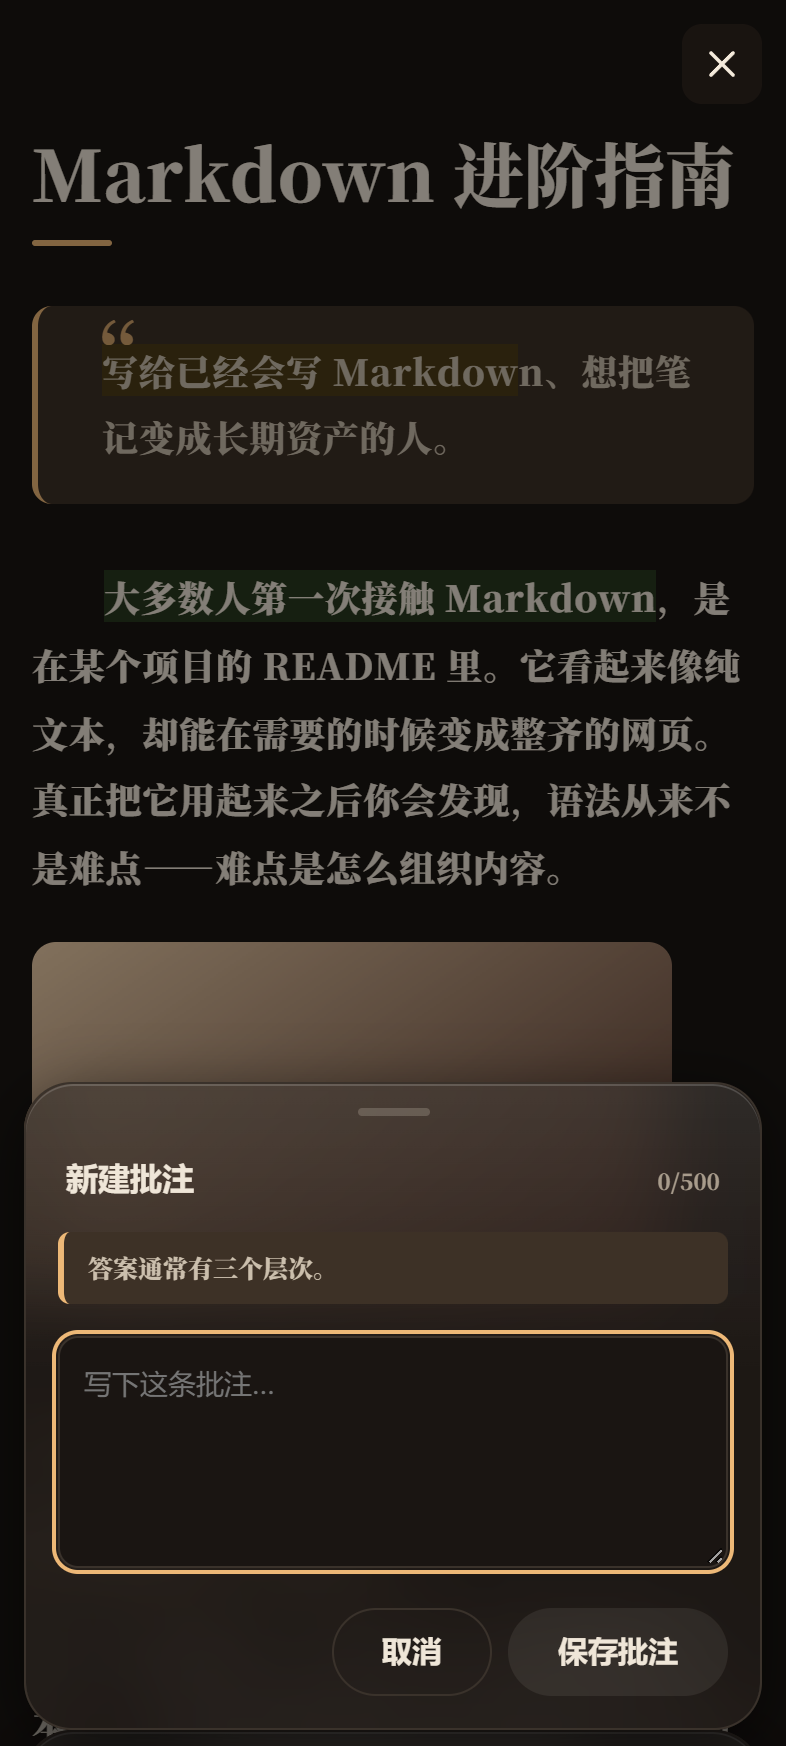 Markdown 进阶指南
“
写给已经会写 Markdown、想把笔
记变成长期资产的人。
大多数人第一次接触 Markdown，是
在某个项目的 README 里。它看起来像纯
文本，却能在需要的时候变成整齐的网页。
真正把它用起来之后你会发现，语法从来不
是难点——难点是怎么组织内容。
新建批注
0/500
答案通常有三个层次。
写下这条批注...
取消
保存批注